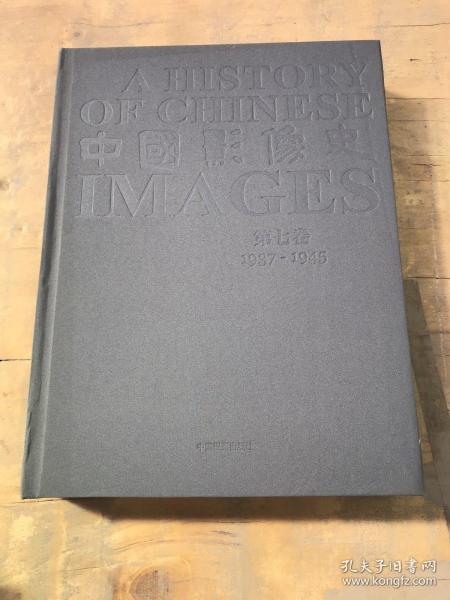 A HISTORY
OF CHINESE
中國影像史
IMAGES
第七卷
1937-1945
孔夫子旧书网
www.kongfz.com